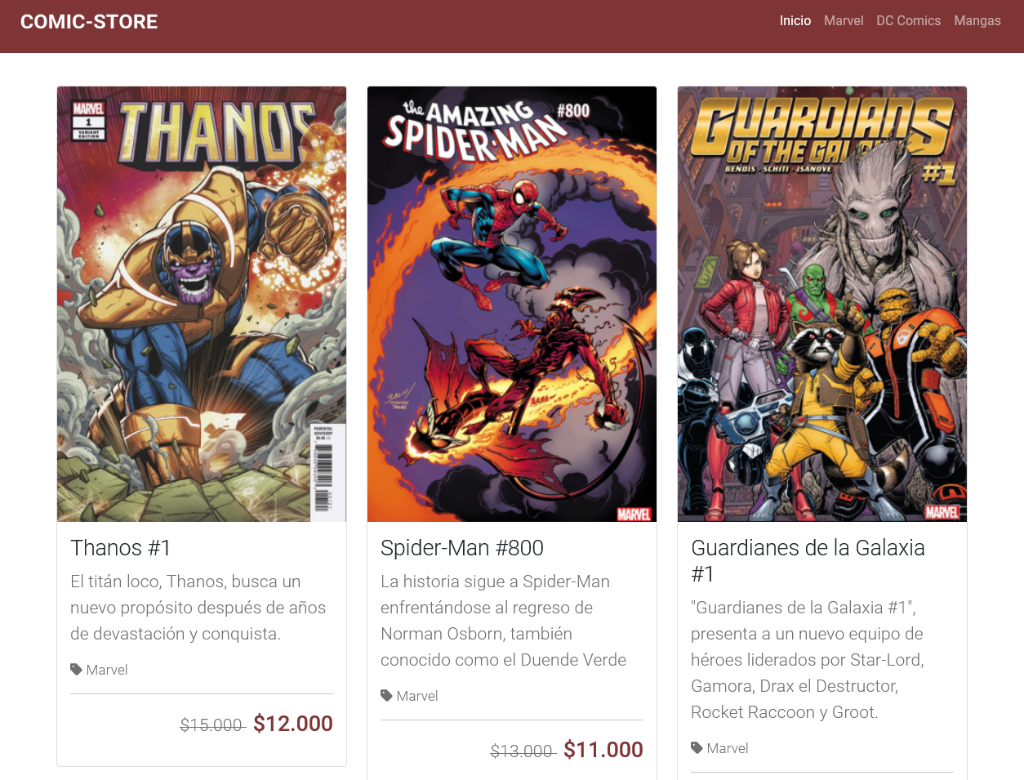 COMIC-STORE
Inicio Marvel DC Comics Mangas
MARVEL
1
VARIANT
EDITION
THANOS
PARENTAL
ADVISORY
the AMAZING
SPIDER-MAN
#800
MARVEL
GUARDIANS
OF THE GALAXY
BENDIS · SCHITI · ISANOVE
#1
MARVEL
Thanos #1
El titán loco, Thanos, busca un
nuevo propósito después de años
de devastación y conquista.
Marvel
$15.000 $12.000
Spider-Man #800
La historia sigue a Spider-Man
enfrentándose al regreso de
Norman Osborn, también
conocido como el Duende Verde
Marvel
$13.000 $11.000
Guardianes de la Galaxia
#1
"Guardianes de la Galaxia #1",
presenta a un nuevo equipo de
héroes liderados por Star-Lord,
Gamora, Drax el Destructor,
Rocket Raccoon y Groot.
Marvel